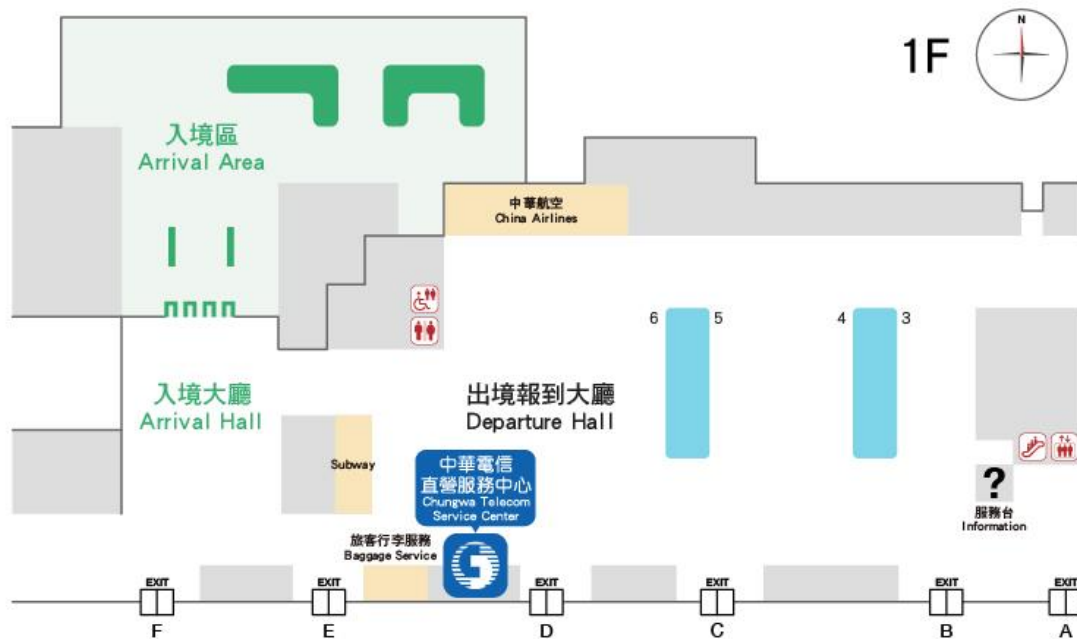 1F
N
入境區
Arrival Area
中華航空
China Airlines
6
5
4
3
入境大廳
Arrival Hall
出境報到大廳
Departure Hall
Subway
中華電信
直營服務中心
Chungwa Telecom
Service Center
?
服務台
Information
旅客行李服務
Baggage Service
EXIT
F
EXIT
E
EXIT
D
EXIT
C
EXIT
B
EXIT
A